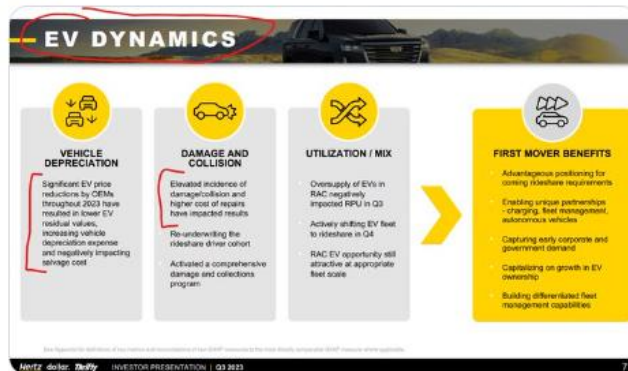 EV DYNAMICS
VEHICLE
DEPRECIATION
Significant EV price
reductions by OEMs
throughout 2023 have
resulted in lower EV
residual values,
increasing vehicle
depreciation expense
and negatively impacting
salvage cost
DAMAGE AND
COLLISION
Elevated incidence of
damage/collision and
higher cost of repairs
have impacted results
Re-underwriting the
rideshare driver cohort
Activated a comprehensive
damage and collections
program
UTILIZATION / MIX
Oversupply of EVs in
RAC negatively
impacted RPU in Q3
Actively shifting EV fleet
to rideshare in Q4
RAC EV opportunity still
attractive at appropriate
fleet scale
FIRST MOVER BENEFITS
Advantageous positioning for
coming rideshare requirements
Enabling unique partnerships
- charging, fleet management,
autonomous vehicles
Capturing early corporate and
government demand
Capitalizing on growth in EV
ownership
Building differentiated fleet
management capabilities
Hertz dollar. Thrifty INVESTOR PRESENTATION | Q3 2023
7